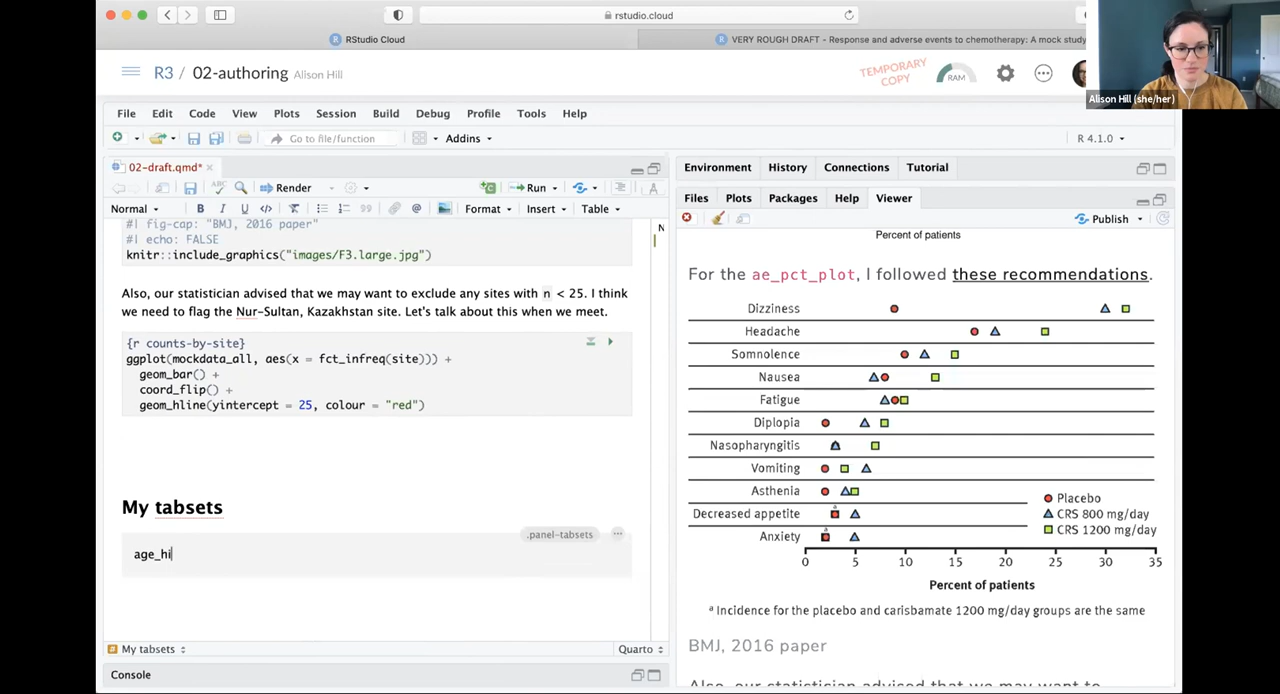 rstudio.cloud
RStudio Cloud
VERY ROUGH DRAFT - Response and adverse events to chemotherapy: A mock study
R3 / 02-authoring Alison Hill
TEMPORARY COPY
RAM
Alison Hill (she/her)
File Edit Code View Plots Session Build Debug Profile Tools Help
Go to file/function
Addins
R 4.1.0
02-draft.qmd*
Render
Run
Normal
B I U
Format
Insert
Table
#| fig-cap: "BMJ, 2016 paper"
#| echo: FALSE
knitr::include_graphics("images/F3.large.jpg")
Also, our statistician advised that we may want to exclude any sites with n < 25. I think
we need to flag the Nur-Sultan, Kazakhstan site. Let's talk about this when we meet.
{r counts-by-site}
ggplot(mockdata_all, aes(x = fct_infreq(site))) +
geom_bar() +
coord_flip() +
geom_hline(yintercept = 25, colour = "red")
My tabsets
.panel-tabsets
age_hi
My tabsets
Quarto
Console
Environment History Connections Tutorial
Files Plots Packages Help Viewer
Publish
Percent of patients
For the ae_pct_plot, I followed these recommendations.
Dizziness
Headache
Somnolence
Nausea
Fatigue
Diplopia
Nasopharyngitis
Vomiting
Asthenia
Decreased appetite
a
Anxiety
a
Placebo
CRS 800 mg/day
CRS 1200 mg/day
0 5 10 15 20 25 30 35
Percent of patients
a Incidence for the placebo and carisbamate 1200 mg/day groups are the same
BMJ, 2016 paper
Also, our statistician advised that we may want to